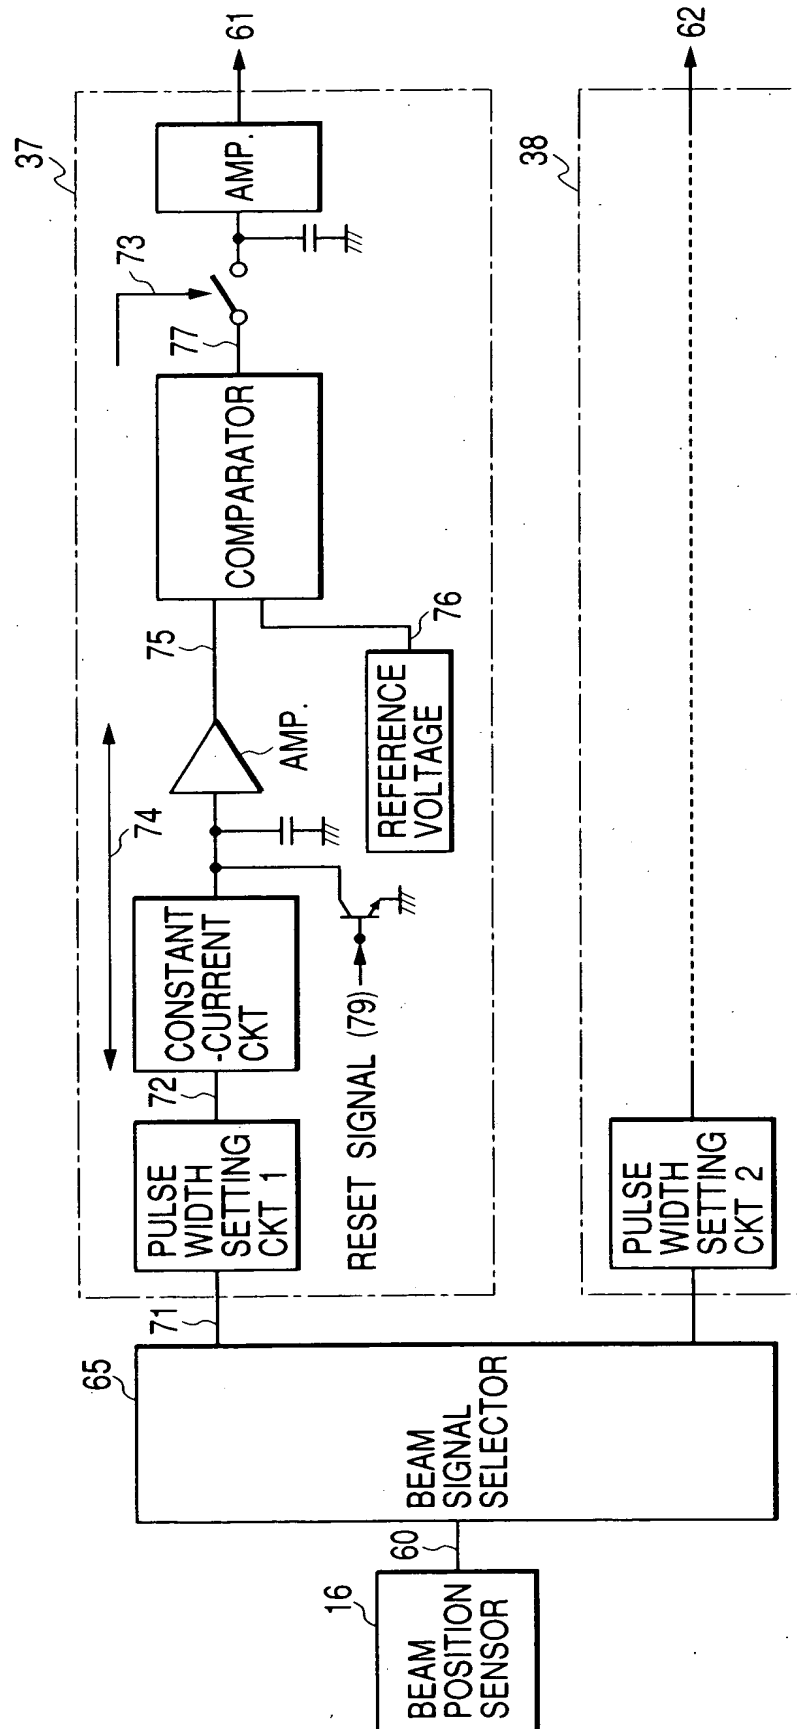 16
BEAM
POSITION
SENSOR
60
65
BEAM
SIGNAL
SELECTOR
71
37
PULSE
WIDTH
SETTING
CKT 1
72
CONSTANT
-CURRENT
CKT
74
RESET SIGNAL (79)
AMP.
75
REFERENCE
VOLTAGE
76
COMPARATOR
77
73
AMP.
61
38
PULSE
WIDTH
SETTING
CKT 2
62